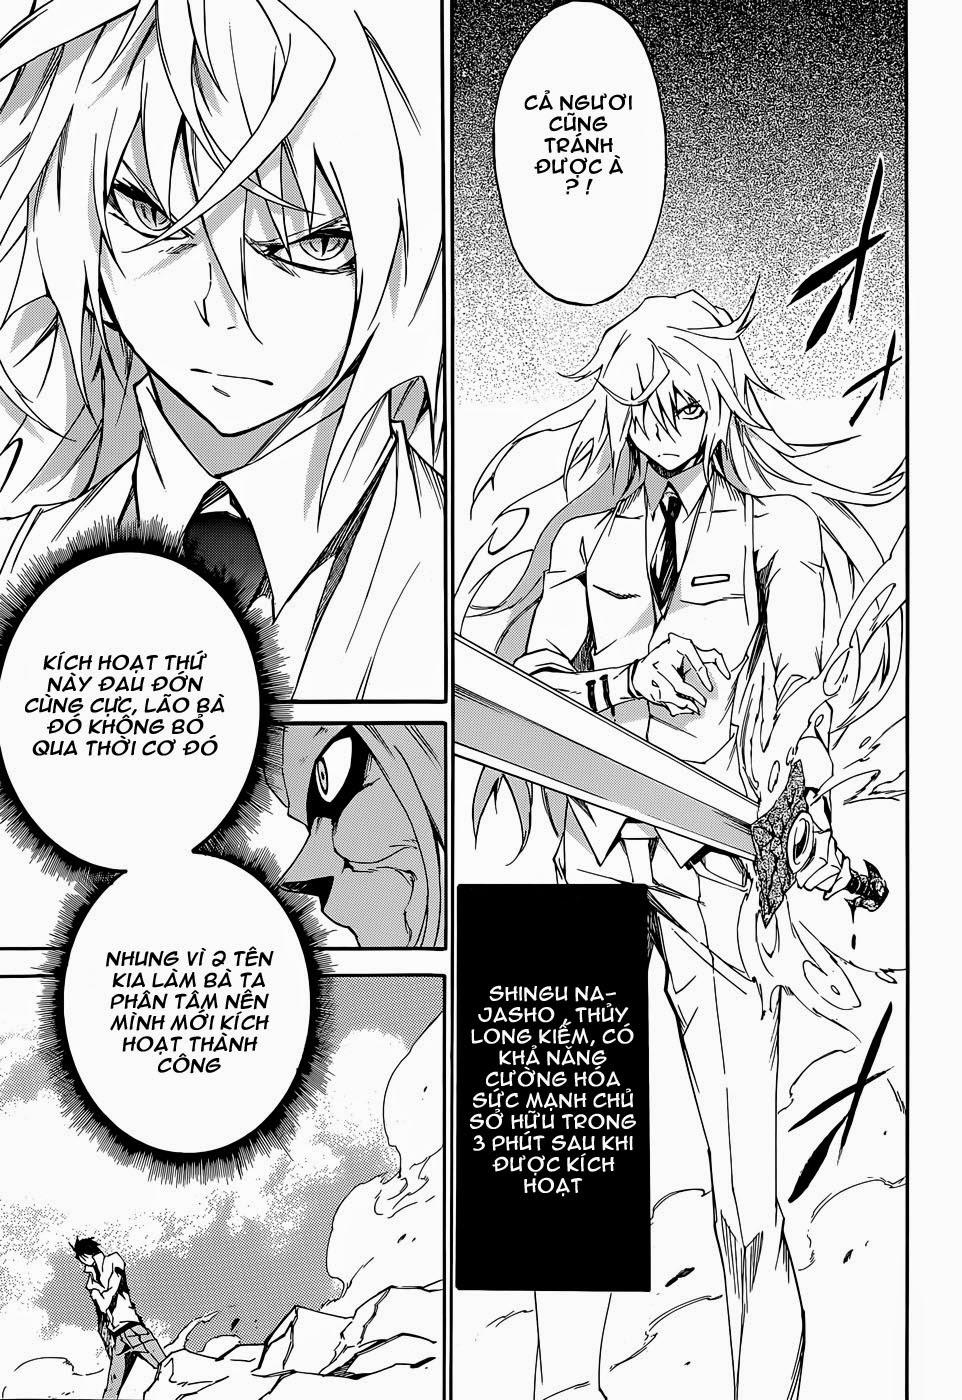 CẢ NGƯƠI
CŨNG
TRÁNH
ĐƯỢC À
?!
SHINGU NA-
JASHO , THỦY
LONG KIẾM, CÓ
KHẢ NĂNG
CƯỜNG HÓA
SỨC MẠNH CHỦ
SỞ HỮU TRONG
3 PHÚT SAU KHI
ĐƯỢC KÍCH
HOẠT
KÍCH HOẠT THỨ
NÀY ĐAU ĐỚN
CÙNG CỰC, LÃO BÀ
ĐÓ KHÔNG BỎ
QUA THỜI CƠ ĐÓ
NHUNG VÌ 2 TÊN
KIA LÀM BÀ TA
PHÂN TÂM NÊN
MÌNH MỚI KÍCH
HOẠT THÀNH
CÔNG